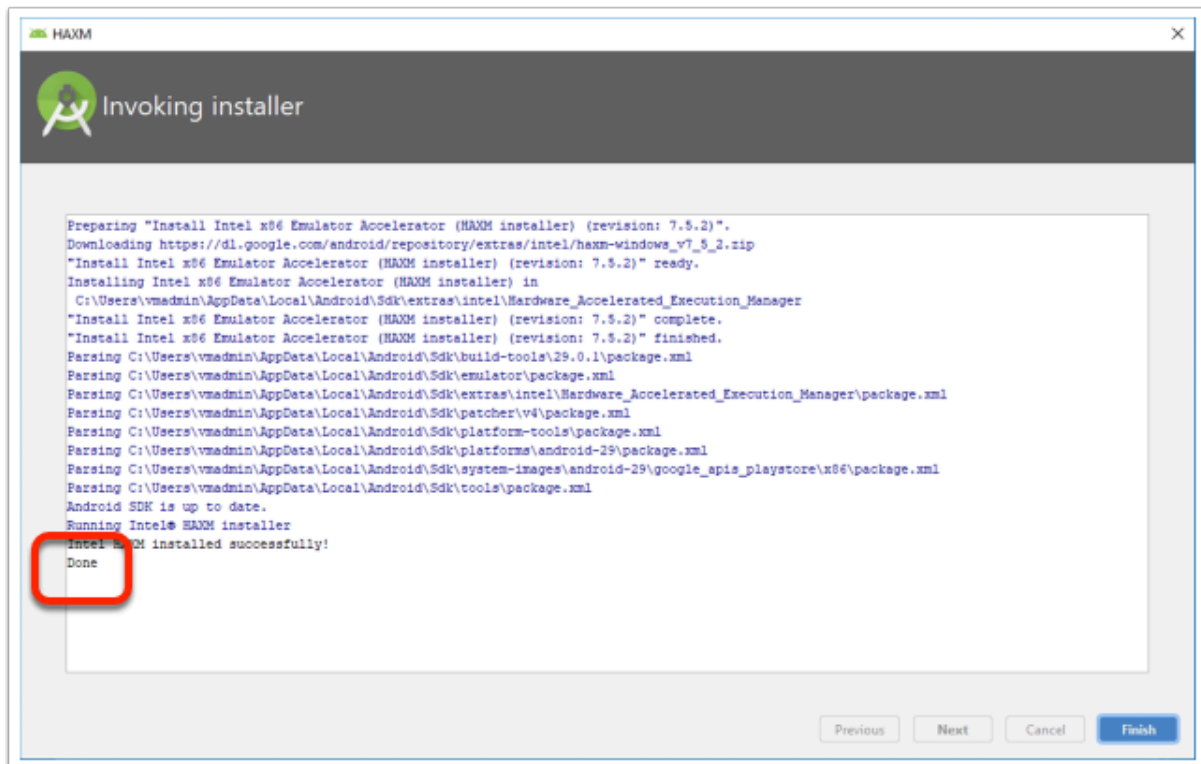 HAXM
Invoking installer
Preparing "Install Intel x86 Emulator Accelerator (HAXM installer) (revision: 7.5.2)".
Downloading https://dl.google.com/android/repository/extras/intel/haxm-windows_v7_5_2.zip
"Install Intel x86 Emulator Accelerator (HAXM installer) (revision: 7.5.2)" ready.
Installing Intel x86 Emulator Accelerator (HAXM installer) in
C:\Users\vmadmin\AppData\Local\Android\Sdk\extras\intel\Hardware_Accelerated_Execution_Manager
"Install Intel x86 Emulator Accelerator (HAXM installer) (revision: 7.5.2)" complete.
"Install Intel x86 Emulator Accelerator (HAXM installer) (revision: 7.5.2)" finished.
Parsing C:\Users\vmadmin\AppData\Local\Android\Sdk\build-tools\29.0.1\package.xml
Parsing C:\Users\vmadmin\AppData\Local\Android\Sdk\emulator\package.xml
Parsing C:\Users\vmadmin\AppData\Local\Android\Sdk\extras\intel\Hardware_Accelerated_Execution_Manager\package.xml
Parsing C:\Users\vmadmin\AppData\Local\Android\Sdk\patcher\v4\package.xml
Parsing C:\Users\vmadmin\AppData\Local\Android\Sdk\platform-tools\package.xml
Parsing C:\Users\vmadmin\AppData\Local\Android\Sdk\platforms\android-29\package.xml
Parsing C:\Users\vmadmin\AppData\Local\Android\Sdk\system-images\android-29\google_apis_playstore\x86\package.xml
Parsing C:\Users\vmadmin\AppData\Local\Android\Sdk\tools\package.xml
Android SDK is up to date.
Running Intel® HAXM installer
Intel HAXM installed successfully!
Done
Previous Next Cancel Finish